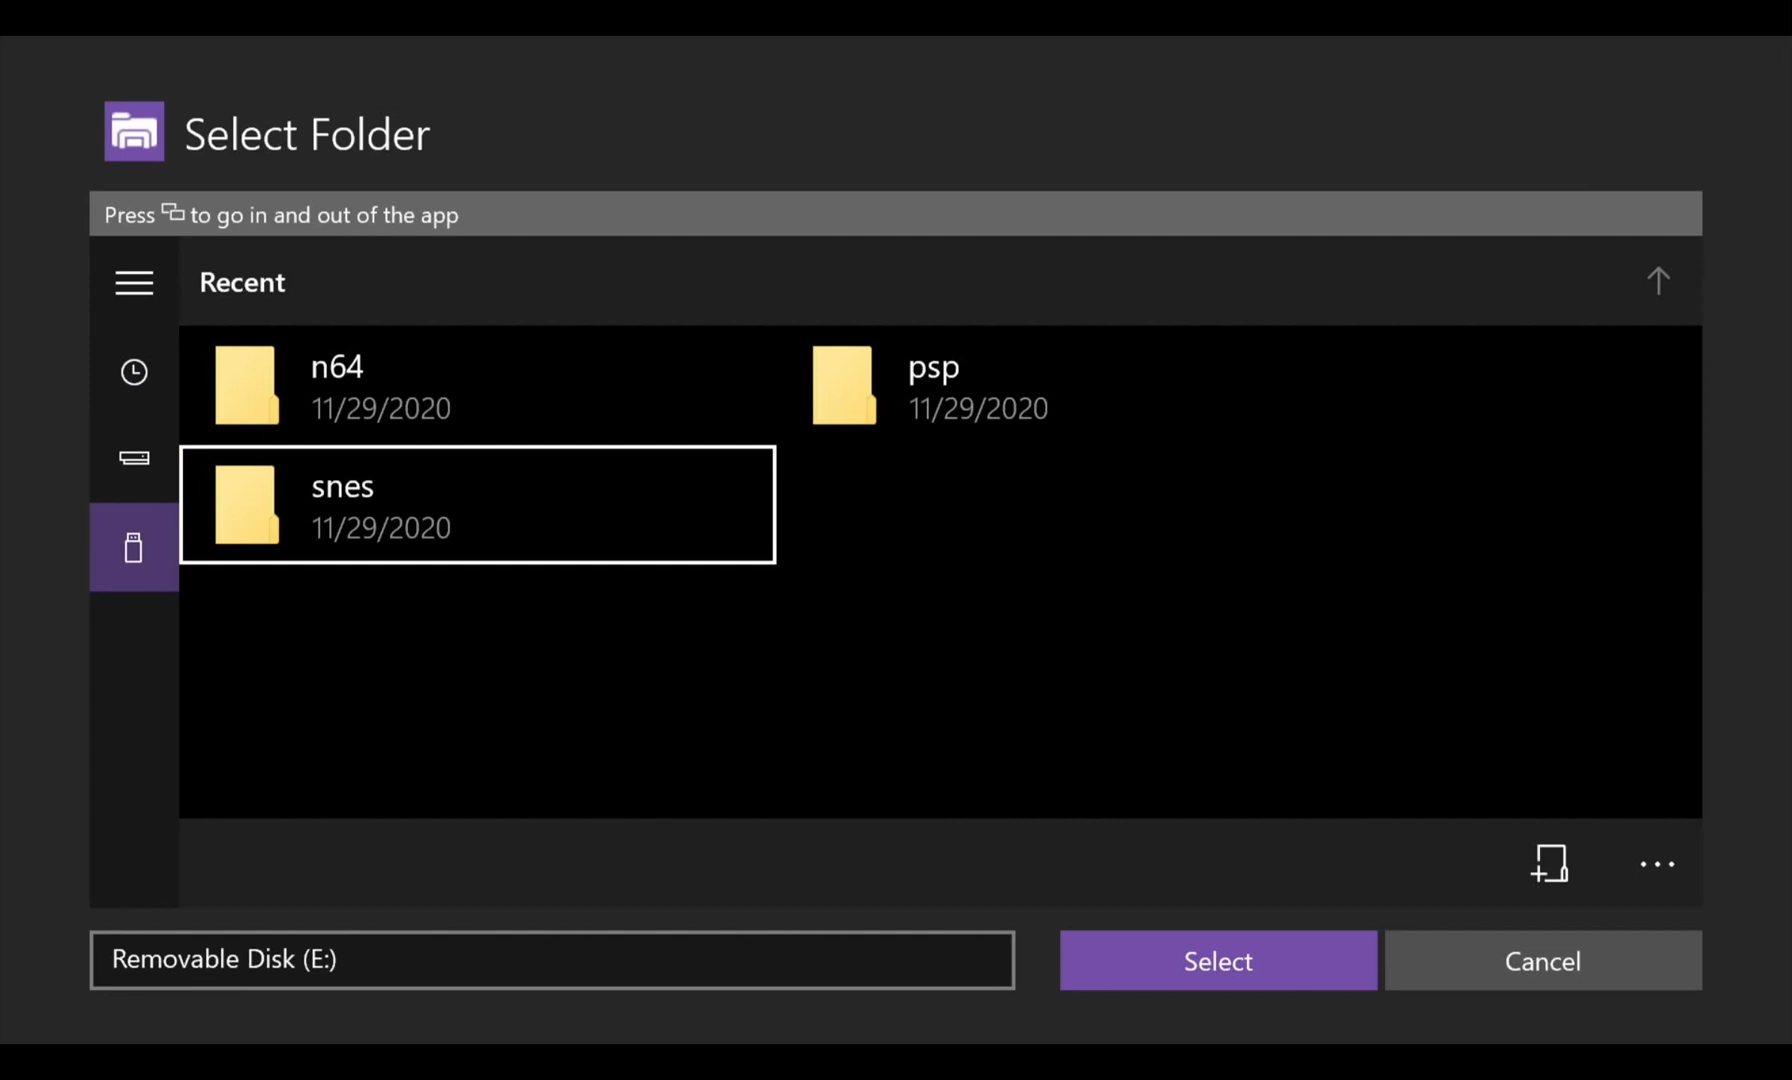 Select Folder
Press to go in and out of the app
Recent
n64
11/29/2020
psp
11/29/2020
snes
11/29/2020
Removable Disk (E:)
Select
Cancel